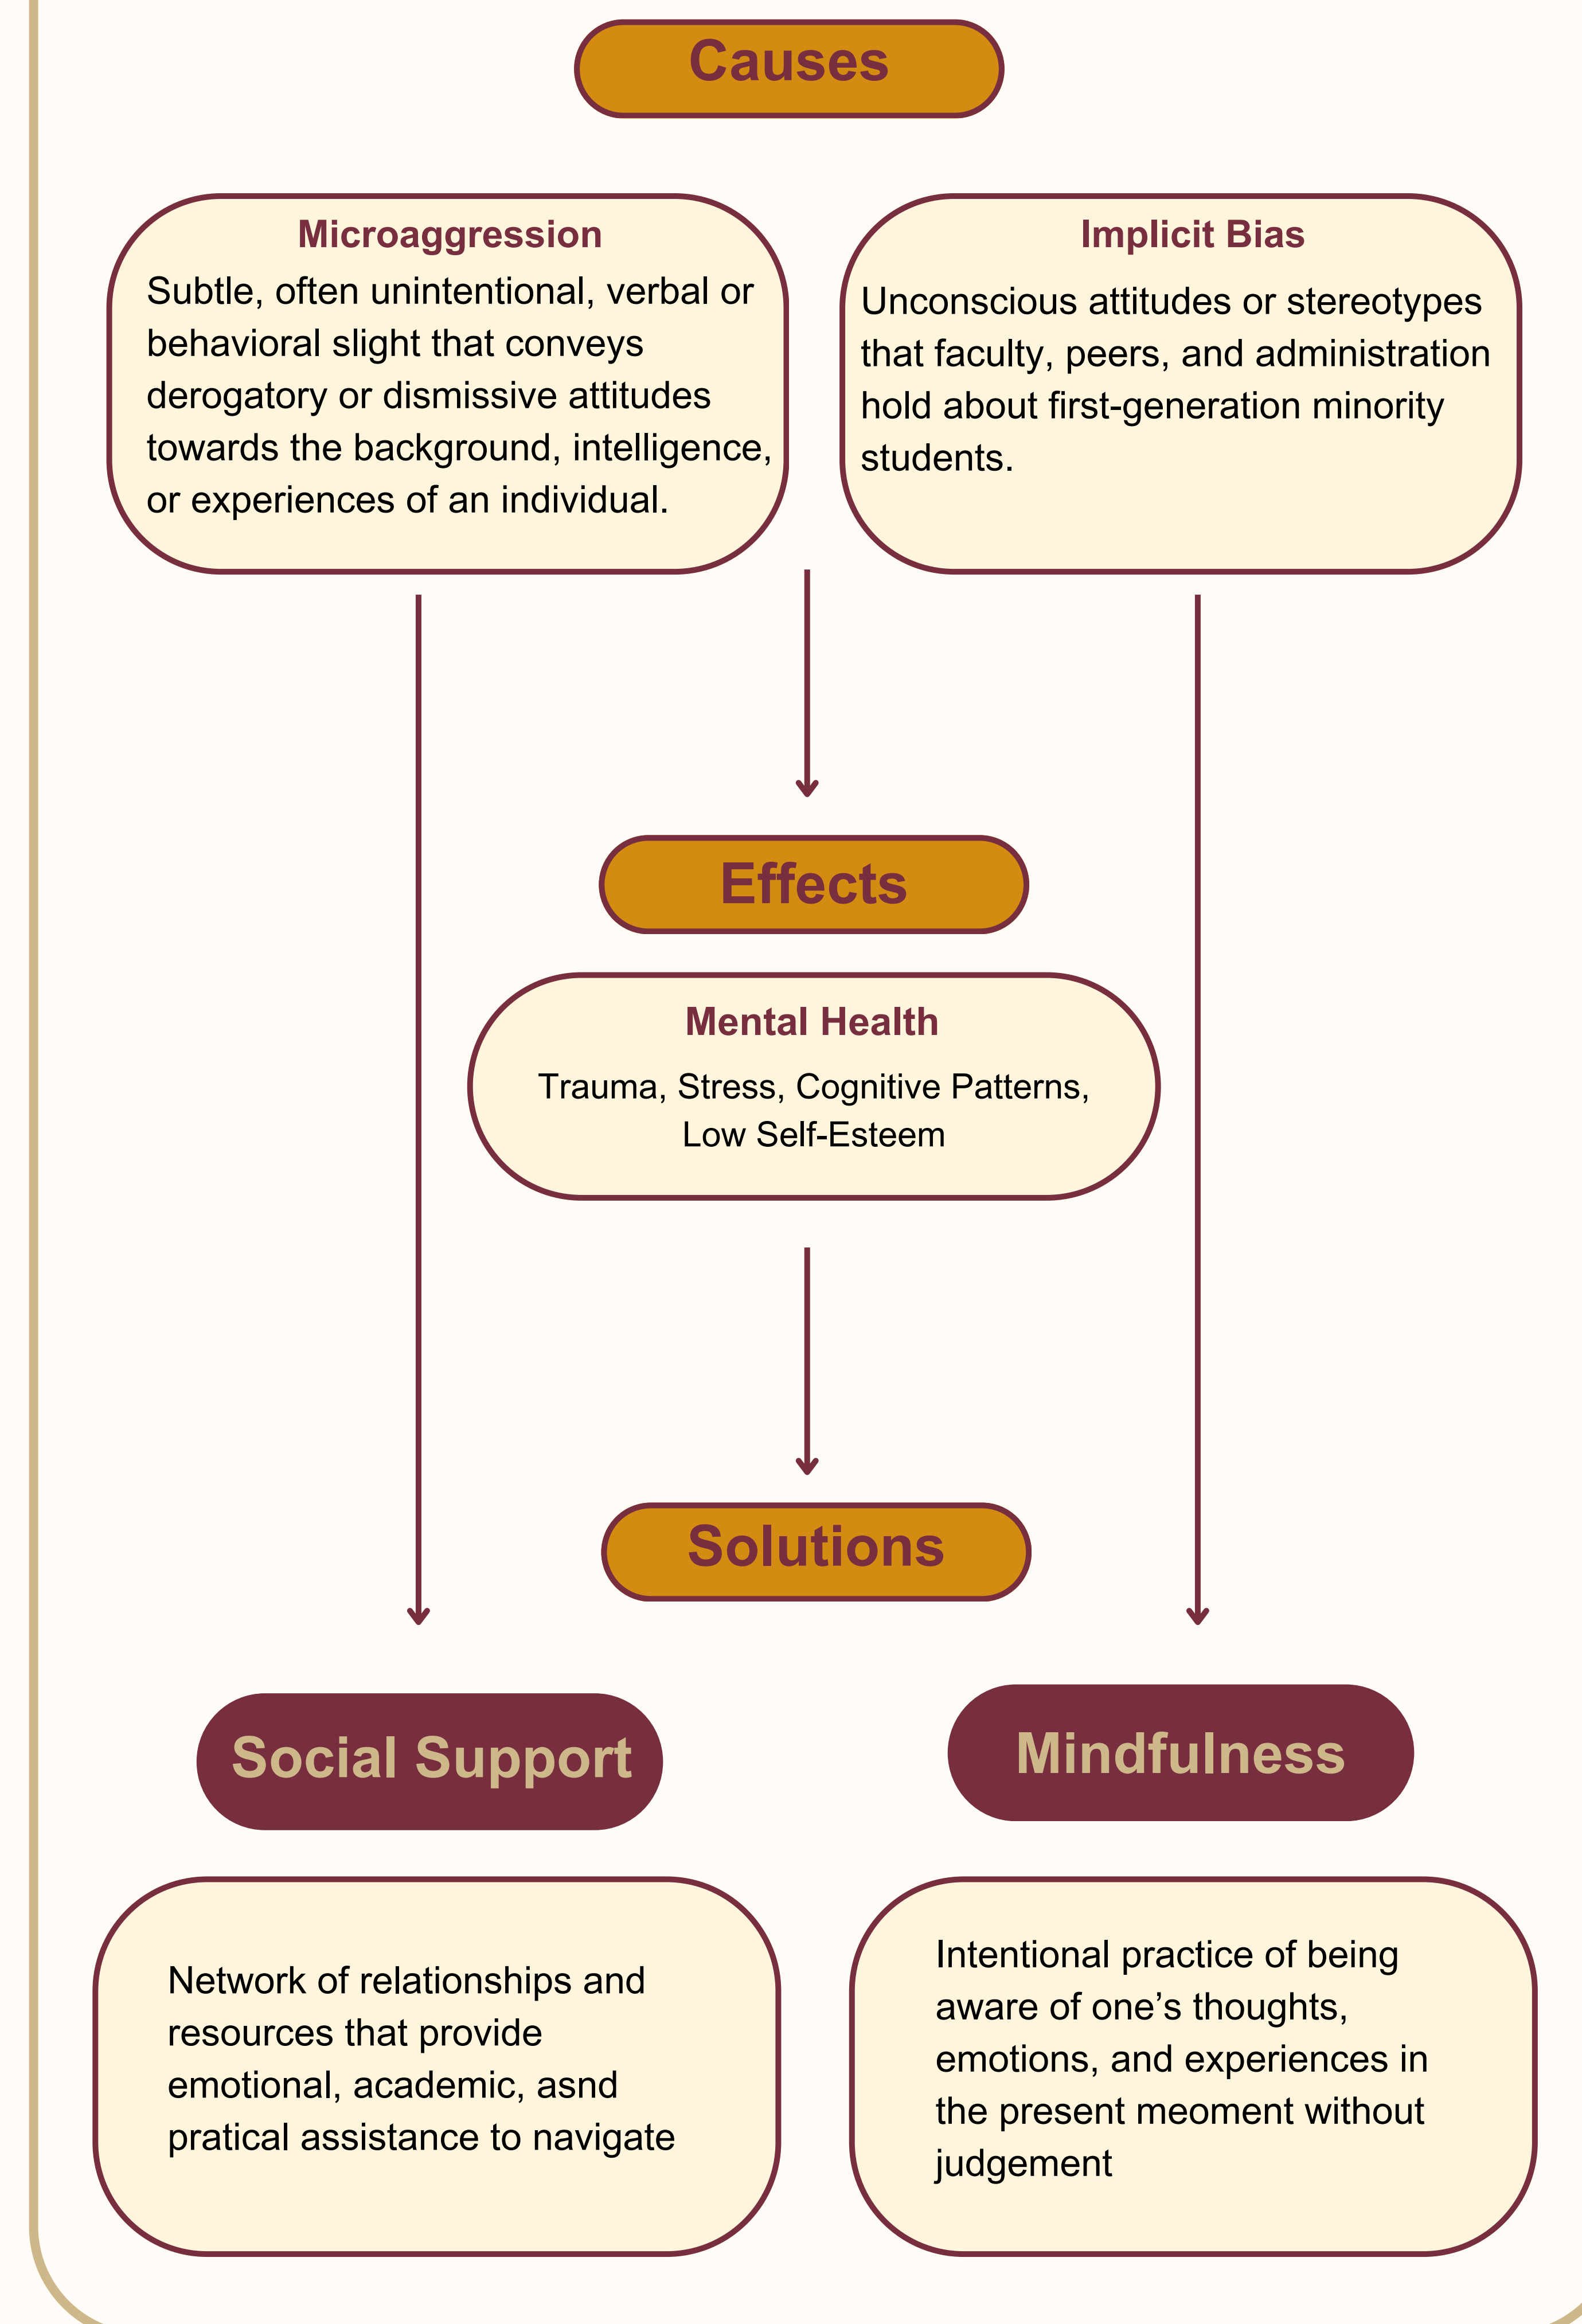 Causes
Microaggression
Subtle, often unintentional, verbal or
behavioral slight that conveys
derogatory or dismissive attitudes
towards the background, intelligence,
or experiences of an individual.
Implicit Bias
Unconscious attitudes or stereotypes
that faculty, peers, and administration
hold about first-generation minority
students.
Effects
Mental Health
Trauma, Stress, Cognitive Patterns,
Low Self-Esteem
Solutions
Social Support
Network of relationships and
resources that provide
emotional, academic, asnd
pratical assistance to navigate
Mindfulness
Intentional practice of being
aware of one’s thoughts,
emotions, and experiences in
the present meoment without
judgement